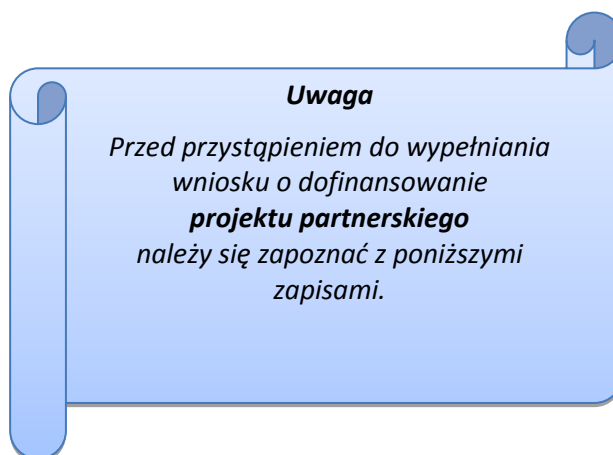 Uwaga
Przed przystąpieniem do wypełniania
wniosku o dofinansowanie
projektu partnerskiego
należy się zapoznać z poniższymi
zapisami.